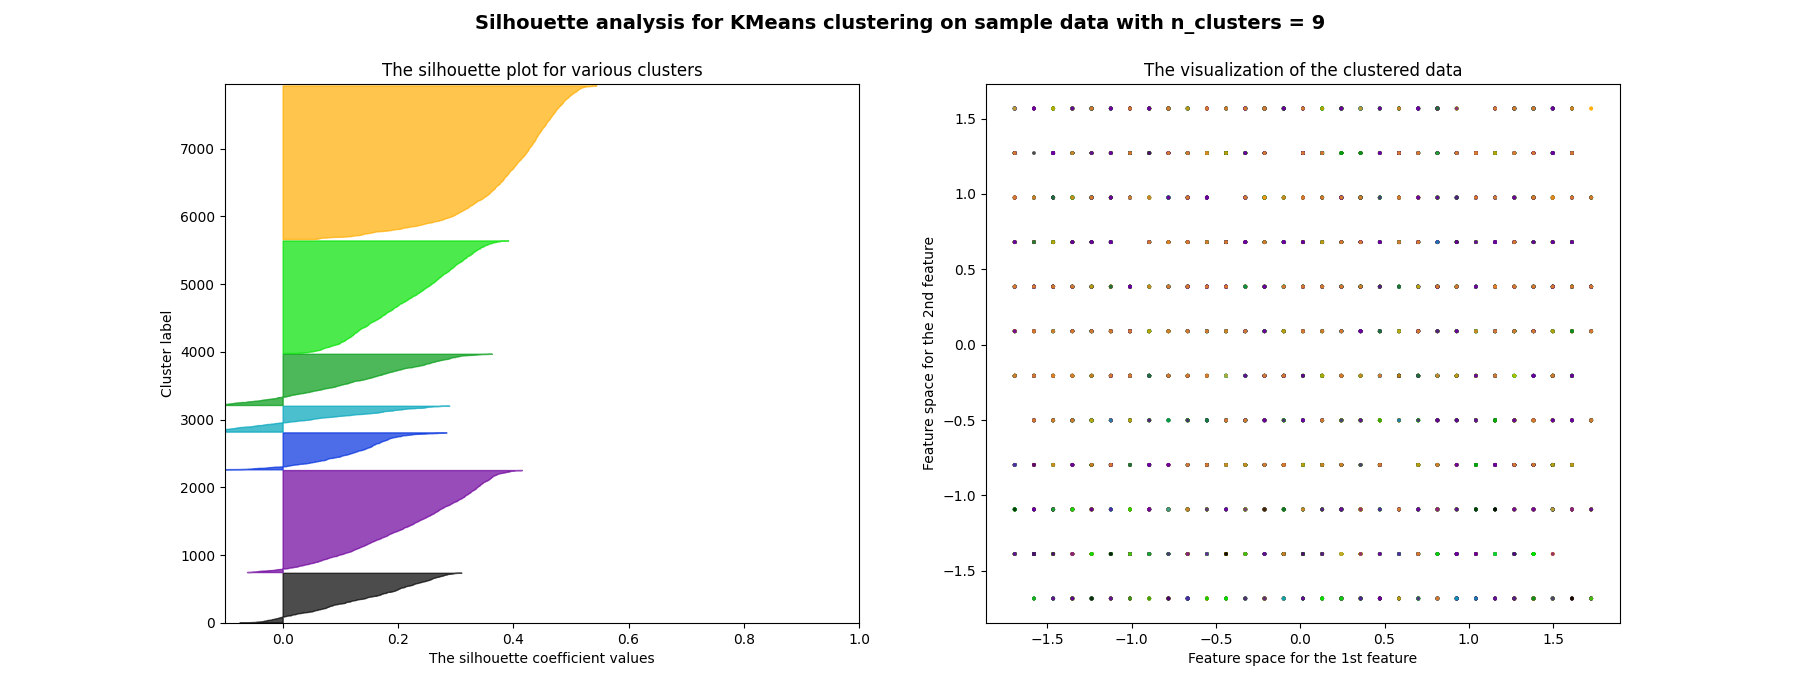 Silhouette analysis for KMeans clustering on sample data with n_clusters = 9
The silhouette plot for various clusters
Cluster label
7000
6000
5000
4000
3000
2000
1000
0
0.0 0.2 0.4 0.6 0.8 1.0
The silhouette coefficient values
The visualization of the clustered data
Feature space for the 2nd feature
1.5
1.0
0.5
0.0
−0.5
−1.0
−1.5
−1.5 −1.0 −0.5 0.0 0.5 1.0 1.5
Feature space for the 1st feature